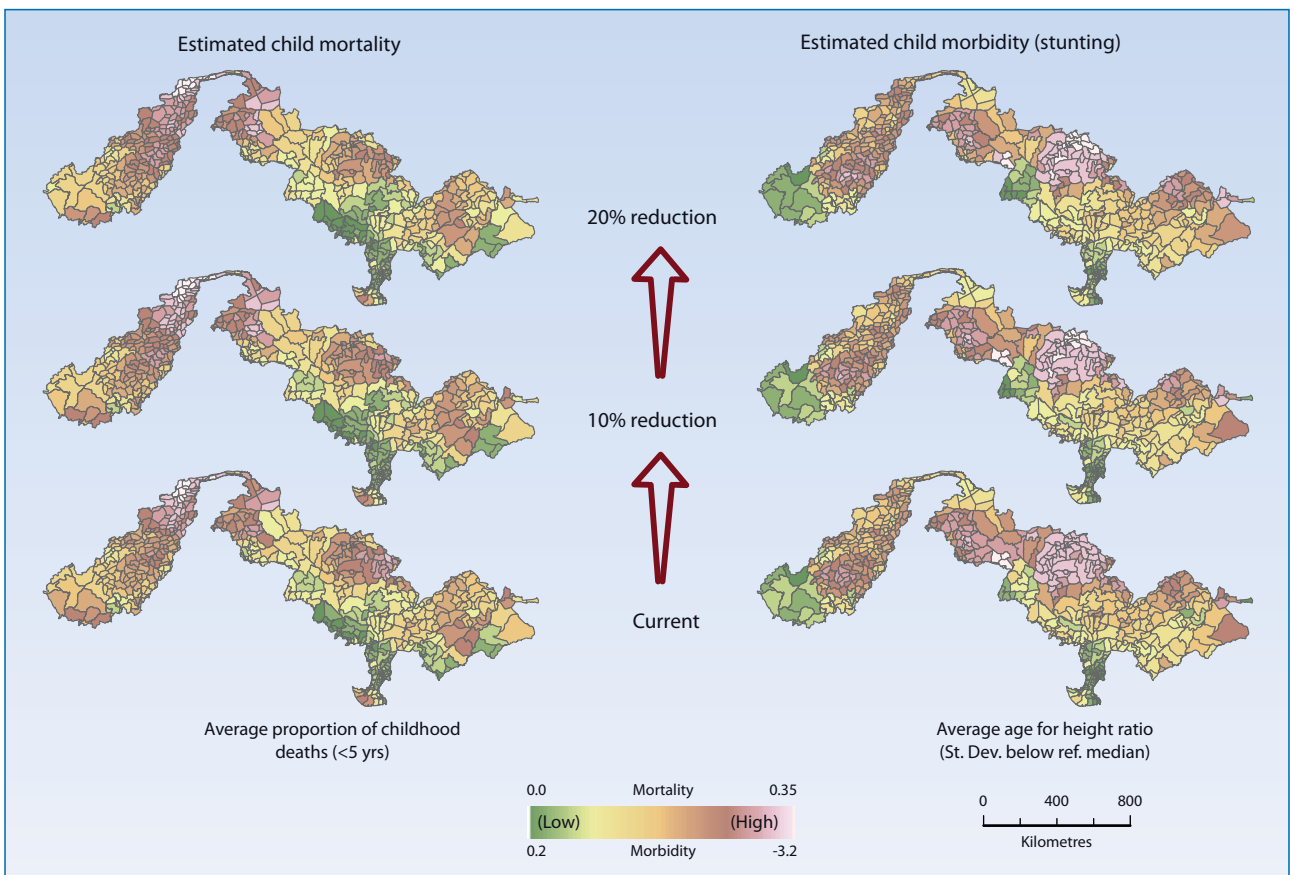 Estimated child mortality
Estimated child morbidity (stunting)
20% reduction
10% reduction
Current
Average proportion of childhood
deaths (<5 yrs)
Average age for height ratio
(St. Dev. below ref. median)
0.0 Mortality 0.35
(Low) (High)
0.2 Morbidity -3.2
0 400 800
Kilometres